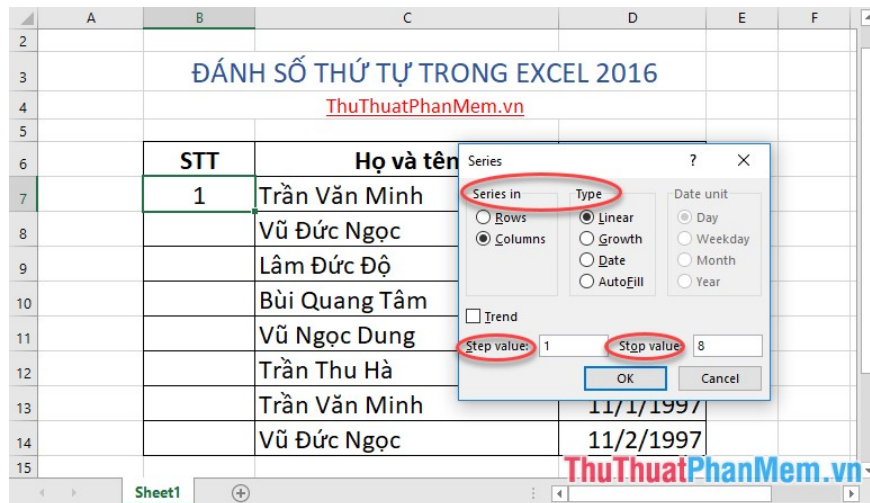 A B C D E F
2
3 ĐÁNH SỐ THỨ TỰ TRONG EXCEL 2016
4 ThuThuatPhanMem.vn
5
6 STT Họ và tên
7 1 Trần Văn Minh
8 Vũ Đức Ngọc
9 Lâm Đức Độ
10 Bùi Quang Tâm
11 Vũ Ngọc Dung
12 Trần Thu Hà
13 Trần Văn Minh 11/1/1997
14 Vũ Đức Ngọc 11/2/1997
15
Series ? X
Series in Type Date unit
Rows Linear Day
Columns Growth Weekday
Date Month
AutoFill Year
Trend
Step value: 1 Stop value: 8
OK Cancel
ThuThuatPhanMem.vn
Sheet1